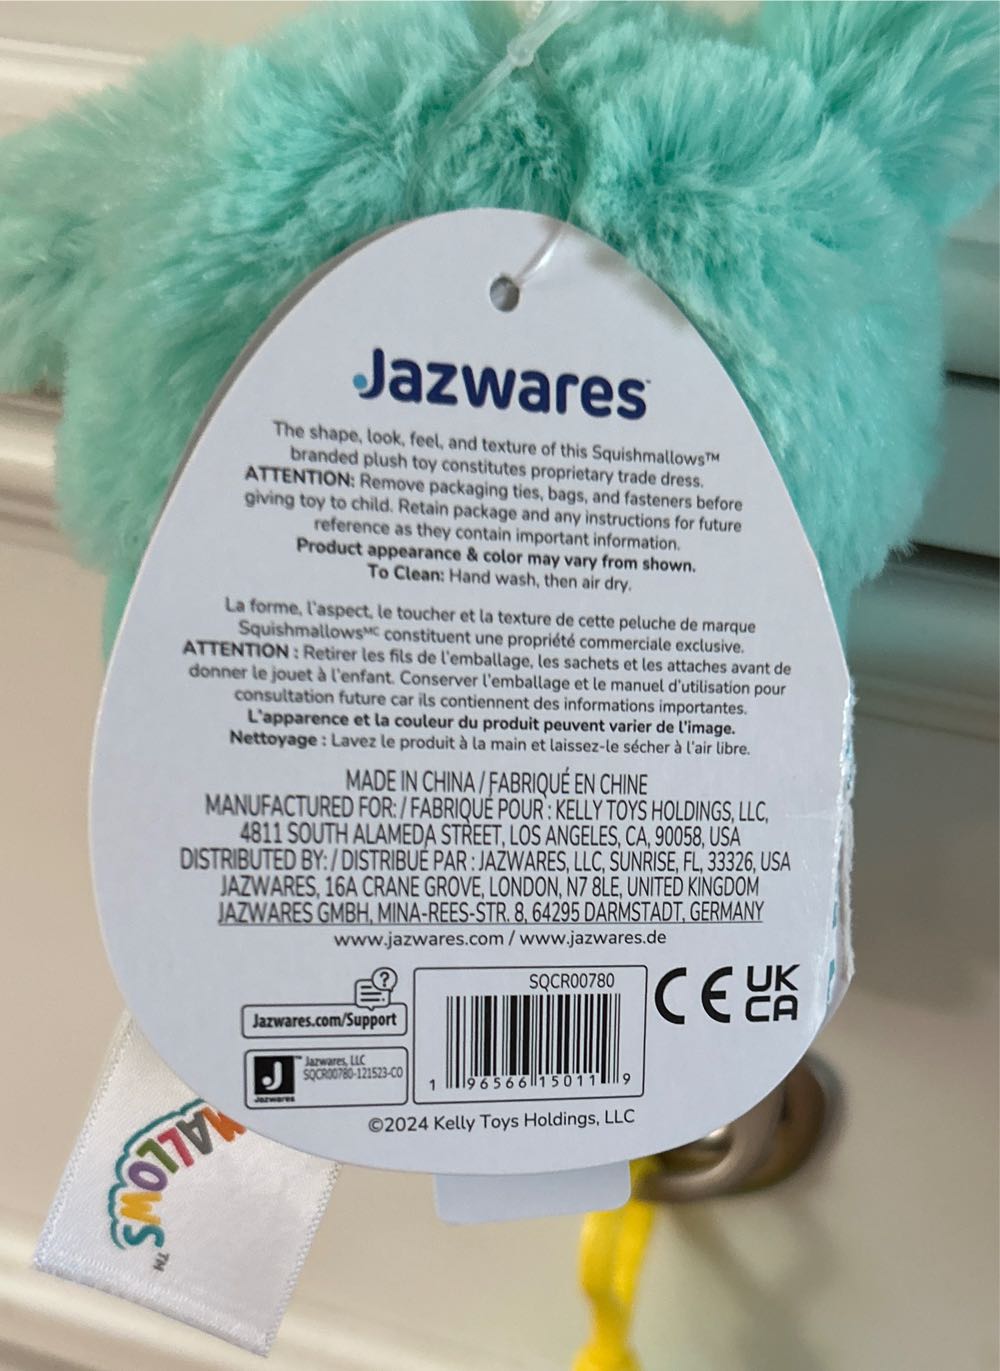 Jazwares™
The shape, look, feel, and texture of this Squishmallows™
branded plush toy constitutes proprietary trade dress.
ATTENTION: Remove packaging ties, bags, and fasteners before
giving toy to child. Retain package and any instructions for future
reference as they contain important information.
Product appearance & color may vary from shown.
To Clean: Hand wash, then air dry.
La forme, l'aspect, le toucher et la texture de cette peluche de marque
Squishmallowsᴹᶜ constituent une propriété commerciale exclusive.
ATTENTION : Retirer les fils de l'emballage, les sachets et les attaches avant de
donner le jouet à l'enfant. Conserver l'emballage et le manuel d'utilisation pour
consultation future car ils contiennent des informations importantes.
L'apparence et la couleur du produit peuvent varier de l'image.
Nettoyage : Lavez le produit à la main et laissez-le sécher à l'air libre.
MADE IN CHINA / FABRIQUÉ EN CHINE
MANUFACTURED FOR: / FABRIQUÉ POUR : KELLY TOYS HOLDINGS, LLC,
4811 SOUTH ALAMEDA STREET, LOS ANGELES, CA, 90058, USA
DISTRIBUTED BY: / DISTRIBUÉ PAR : JAZWARES, LLC, SUNRISE, FL, 33326, USA
JAZWARES, 16A CRANE GROVE, LONDON, N7 8LE, UNITED KINGDOM
JAZWARES GMBH, MINA-REES-STR. 8, 64295 DARMSTADT, GERMANY
www.jazwares.com / www.jazwares.de
?
Jazwares.com/Support
J™
Jazwares
Jazwares, LLC
SQCR00780-121523-CO
SQCR00780
1 96566 15011 9
CE UK
CA
©2024 Kelly Toys Holdings, LLC
MALLOWS™